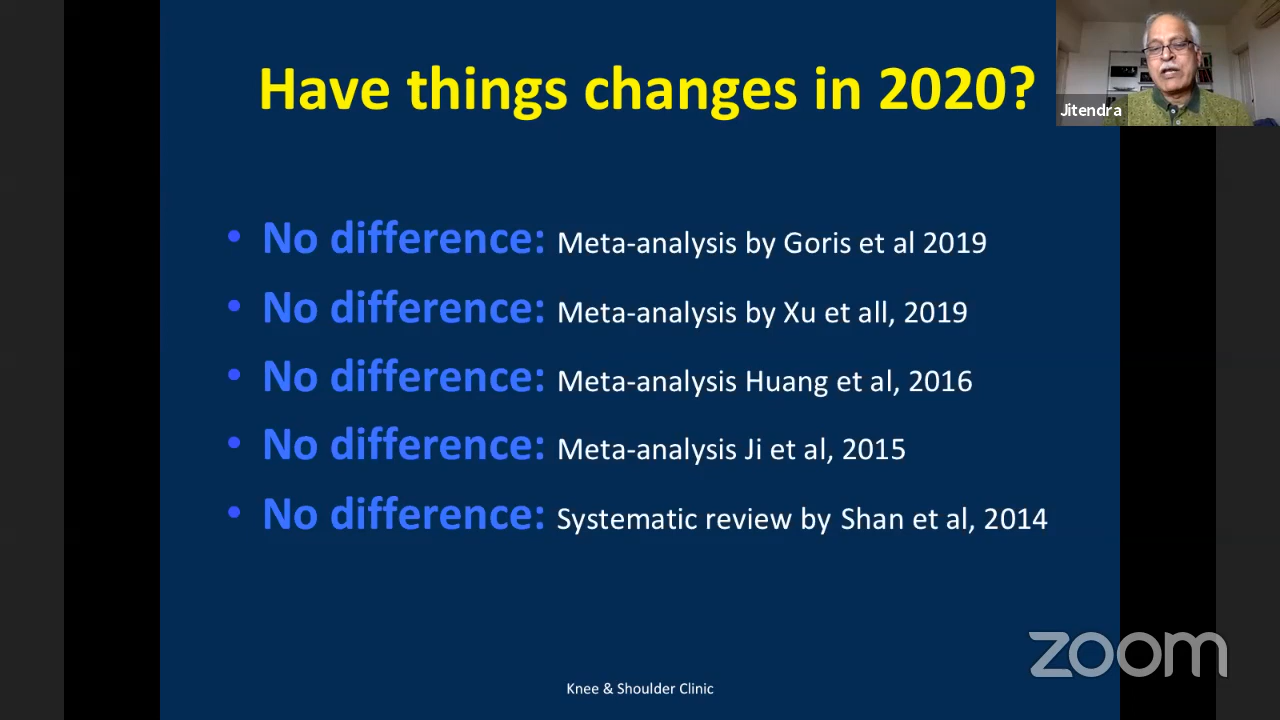 Have things changes in 2020?
Jitendra
• No difference: Meta-analysis by Goris et al 2019
• No difference: Meta-analysis by Xu et all, 2019
• No difference: Meta-analysis Huang et al, 2016
• No difference: Meta-analysis Ji et al, 2015
• No difference: Systematic review by Shan et al, 2014
zoom
Knee & Shoulder Clinic